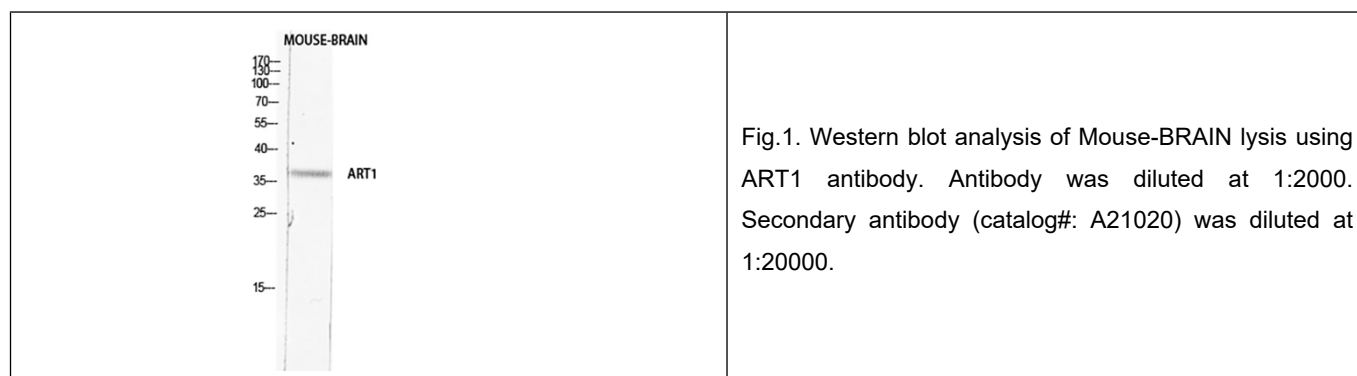 MOUSE-BRAIN
170—
130—
100—
70—
55—
40—
35—
ART1
25—
15—
Fig.1. Western blot analysis of Mouse-BRAIN lysis using
ART1 antibody. Antibody was diluted at 1:2000.
Secondary antibody (catalog#: A21020) was diluted at
1:20000.